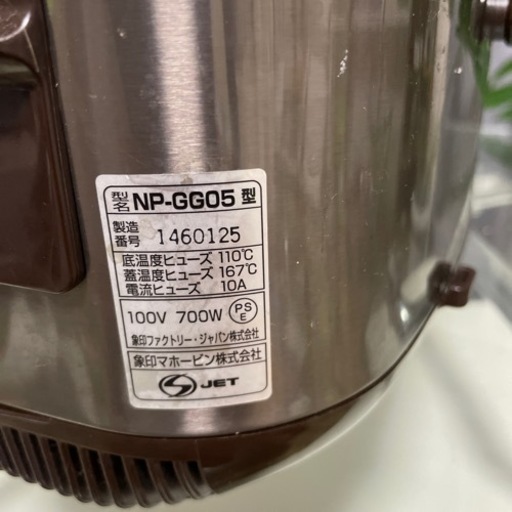 型名 NP-GG05 型
製造番号 1460125
底温度ヒューズ 110℃
蓋温度ヒューズ 167℃
電流ヒューズ 10A
100V 700W PSE
象印ファクトリー・ジャパン株式会社
象印マホービン株式会社
S JET